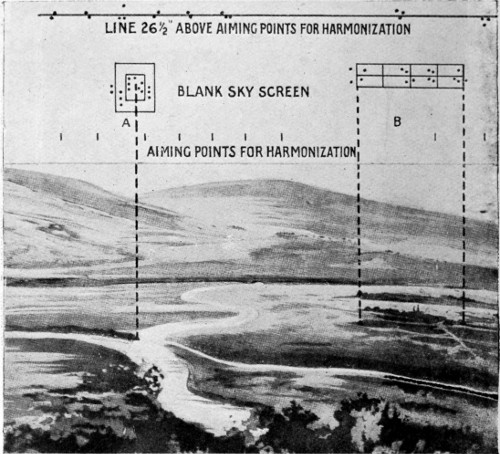 LINE 26½" ABOVE AIMING POINTS FOR HARMONIZATION
BLANK SKY SCREEN
A
B
AIMING POINTS FOR HARMONIZATION